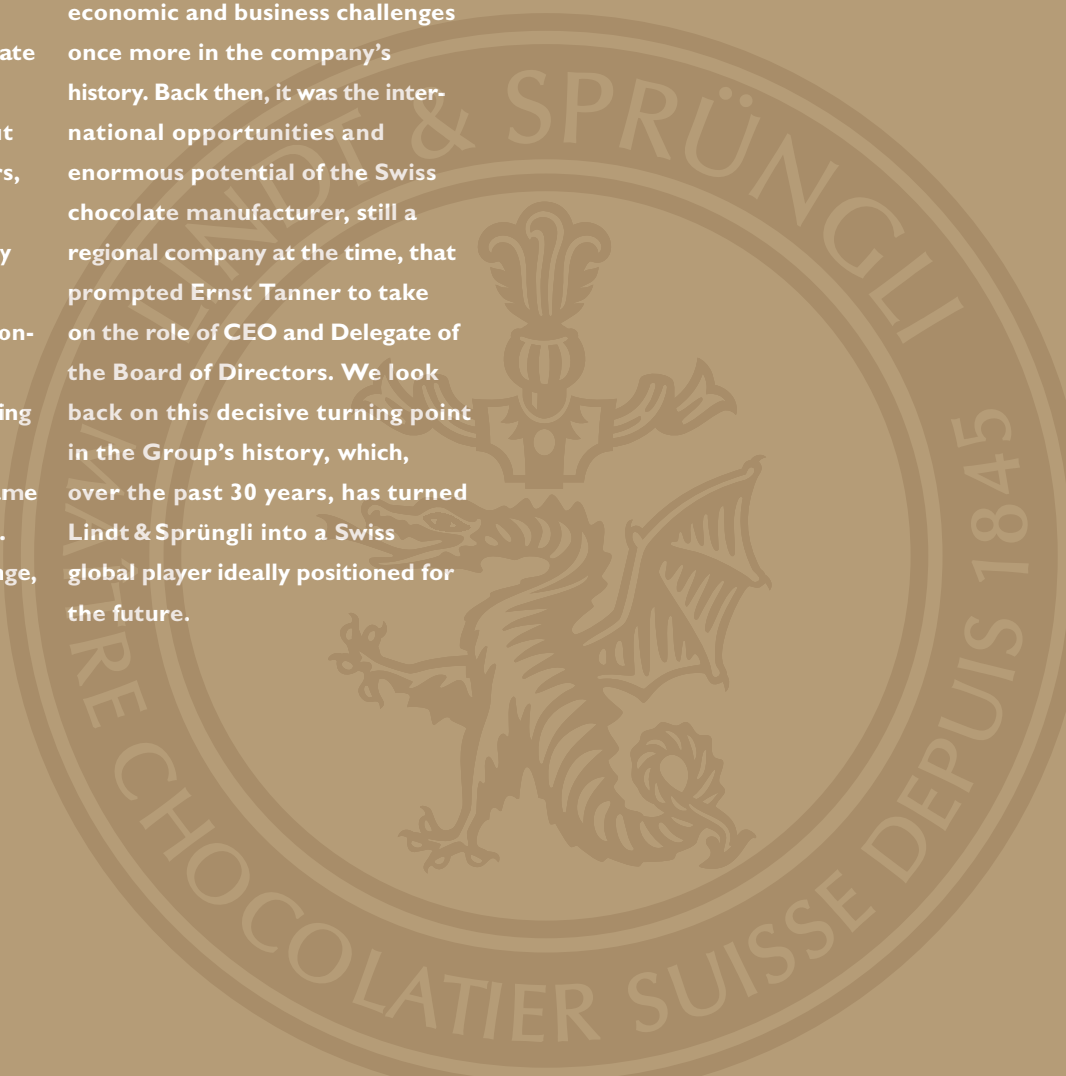 economic and business challenges
once more in the company’s
history. Back then, it was the inter-
national opportunities and
enormous potential of the Swiss
chocolate manufacturer, still a
regional company at the time, that
prompted Ernst Tanner to take
on the role of CEO and Delegate of
the Board of Directors. We look
back on this decisive turning point
in the Group’s history, which,
over the past 30 years, has turned
Lindt & Sprüngli into a Swiss
global player ideally positioned for
the future.
LINDT & SPRÜNGLI
MAÎTRE CHOCOLATIER SUISSE DEPUIS 1845